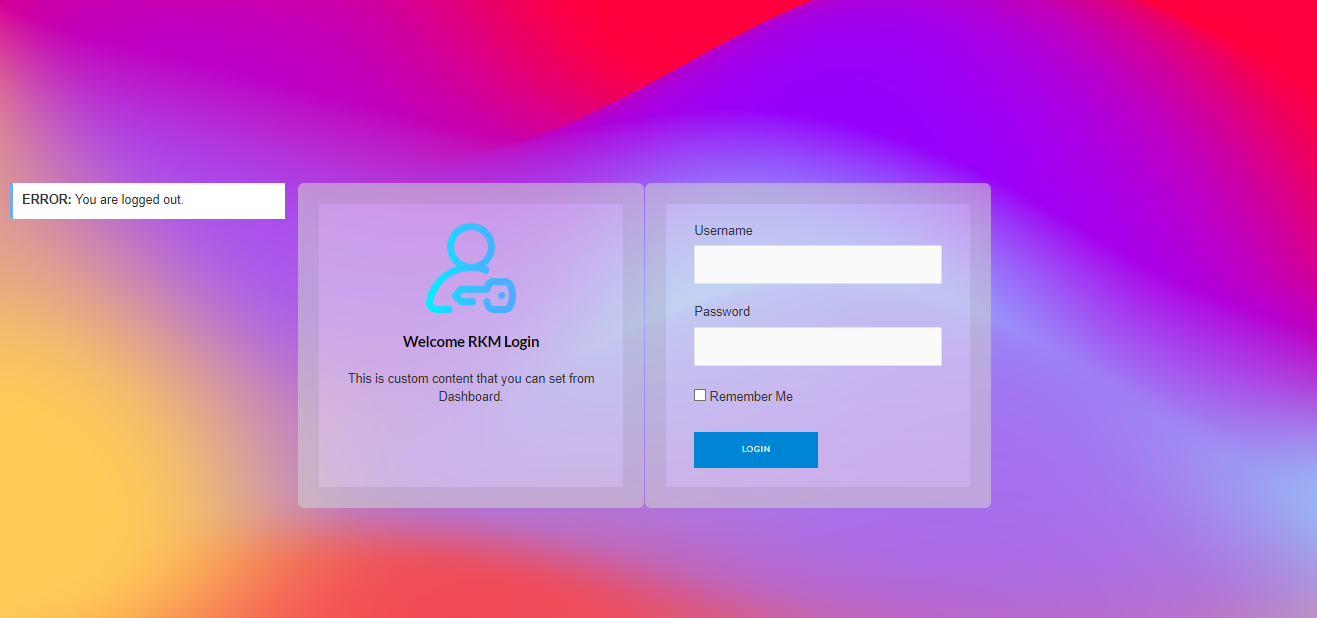 ERROR: You are logged out.
Welcome RKM Login
This is custom content that you can set from
Dashboard.
Username
Password
Remember Me
LOGIN